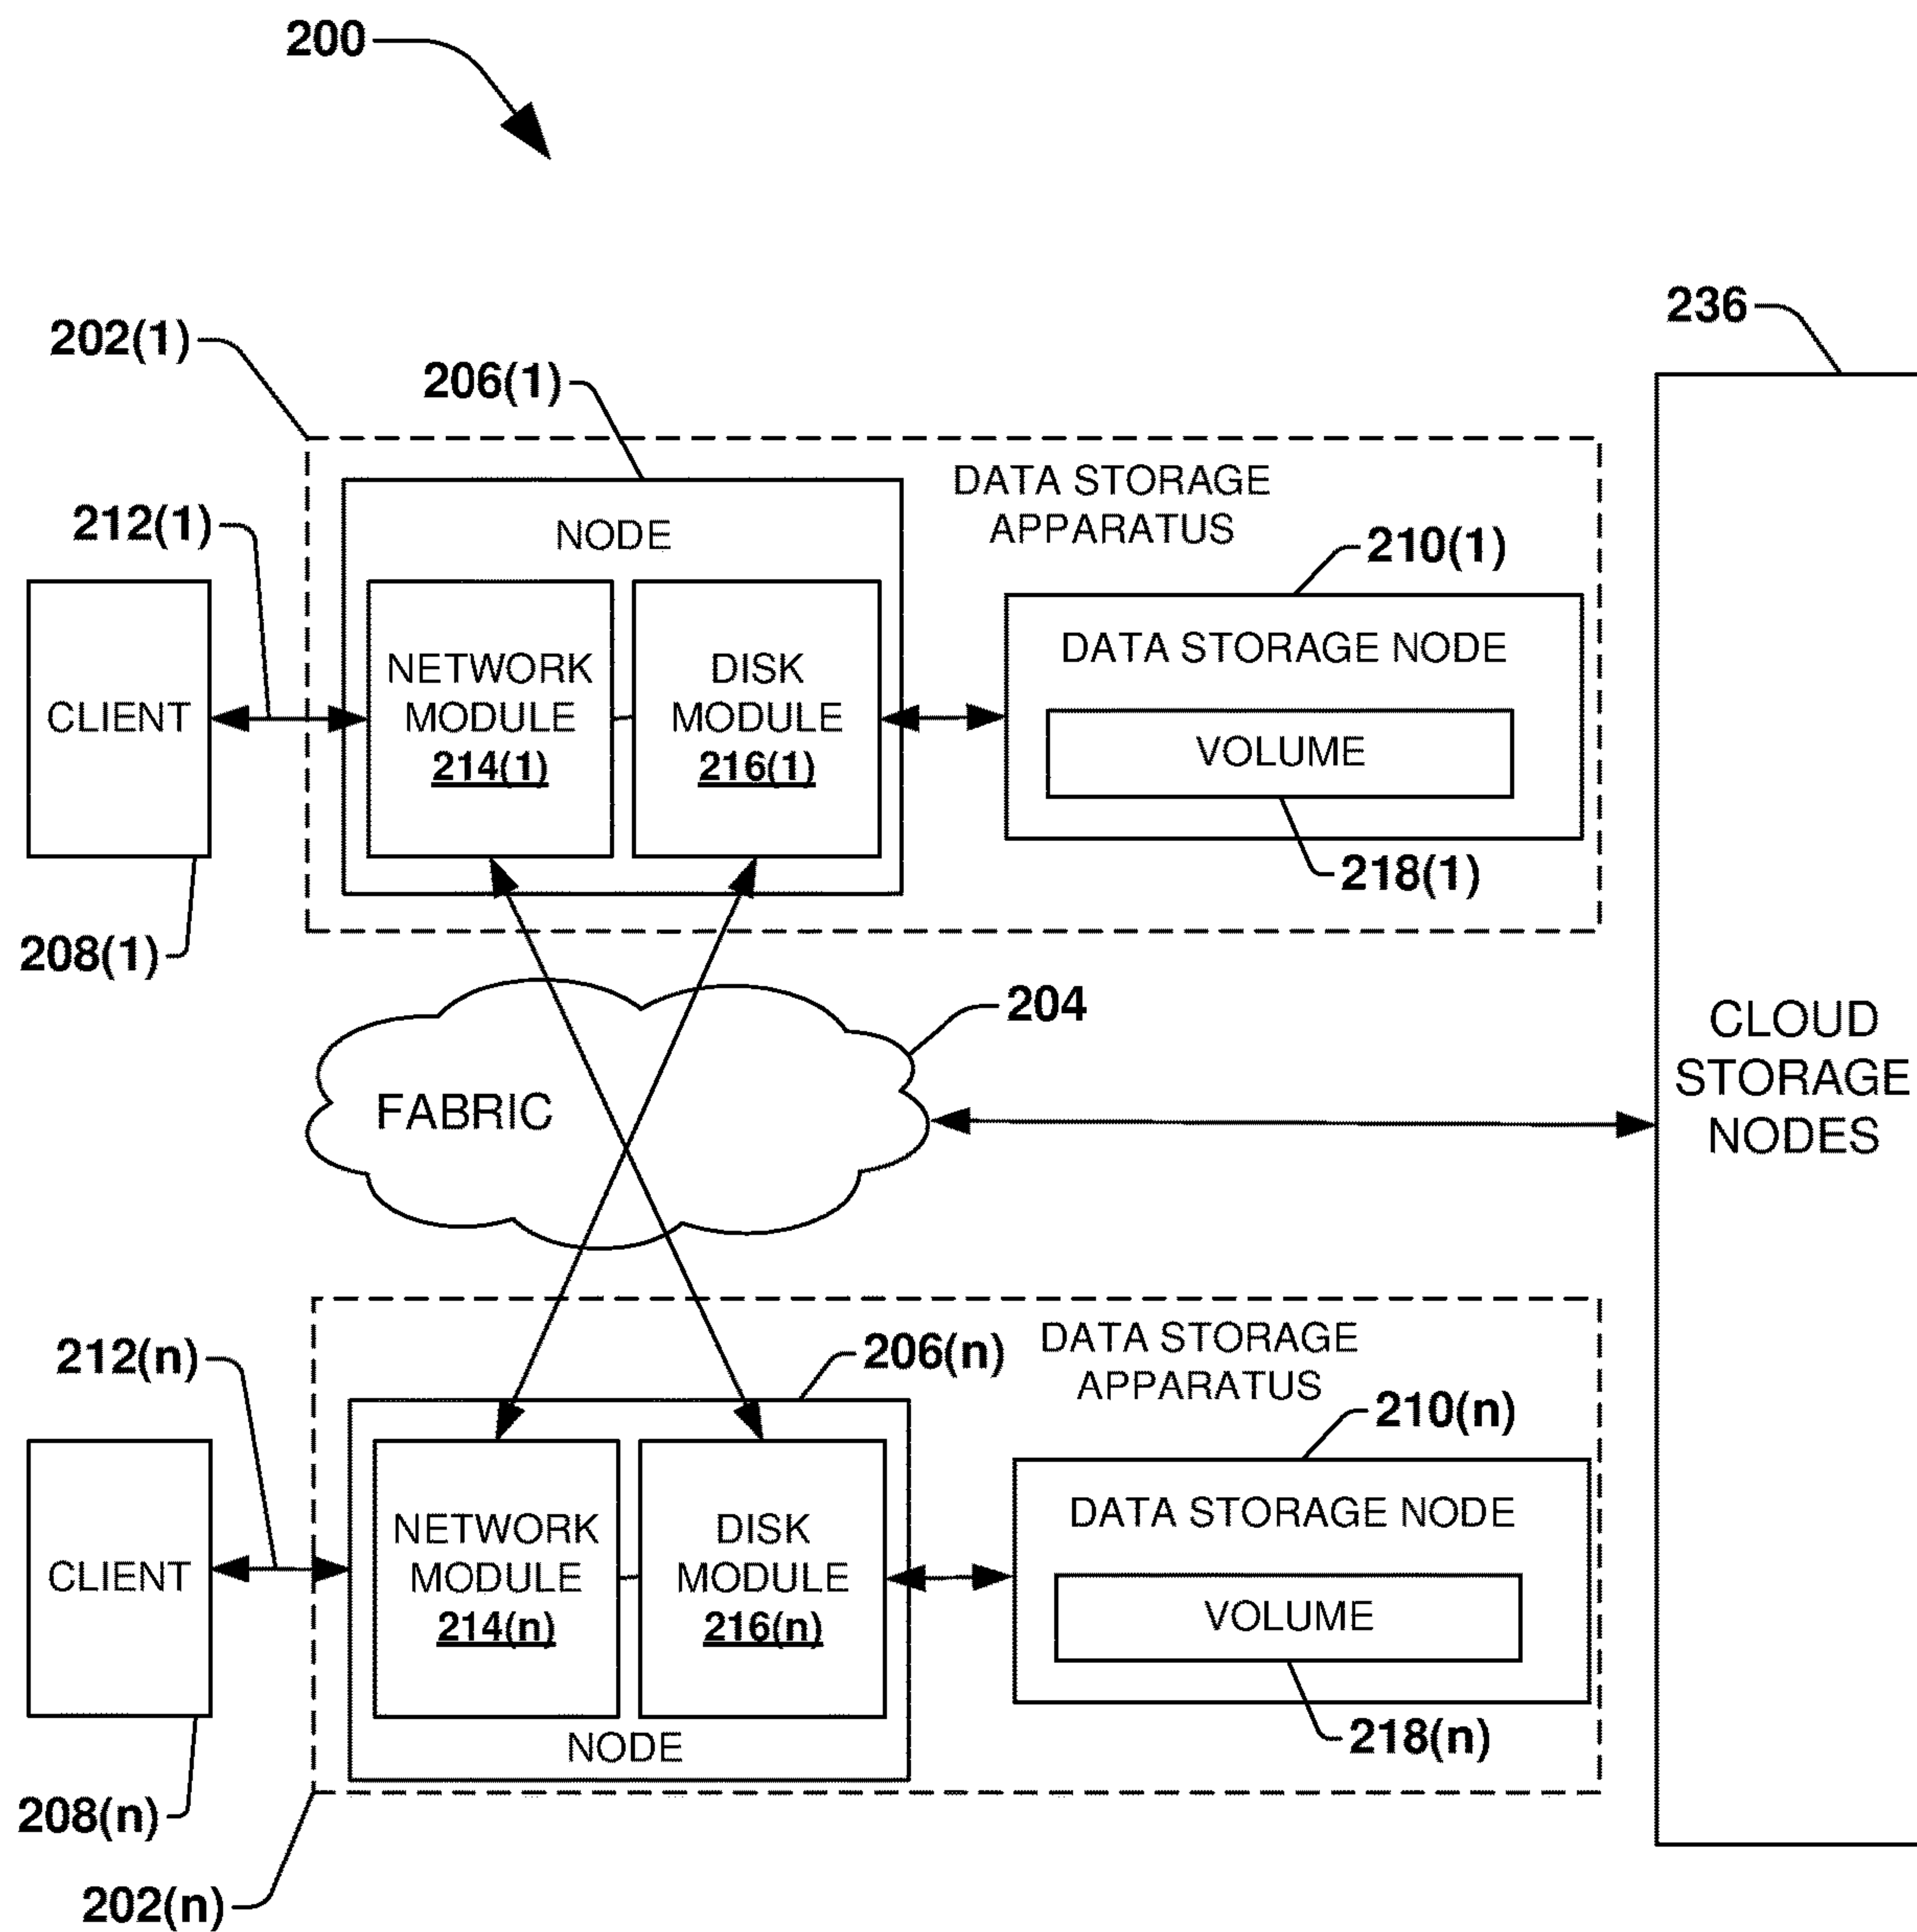 200
236
202(1)
206(1)
DATA STORAGE
APPARATUS
212(1)
NODE
210(1)
CLIENT
NETWORK
MODULE
214(1)
DISK
MODULE
216(1)
DATA STORAGE NODE
VOLUME
218(1)
208(1)
204
FABRIC
CLOUD
STORAGE
NODES
212(n)
206(n)
DATA STORAGE
APPARATUS
210(n)
CLIENT
NETWORK
MODULE
214(n)
DISK
MODULE
216(n)
DATA STORAGE NODE
VOLUME
NODE
218(n)
208(n)
202(n)